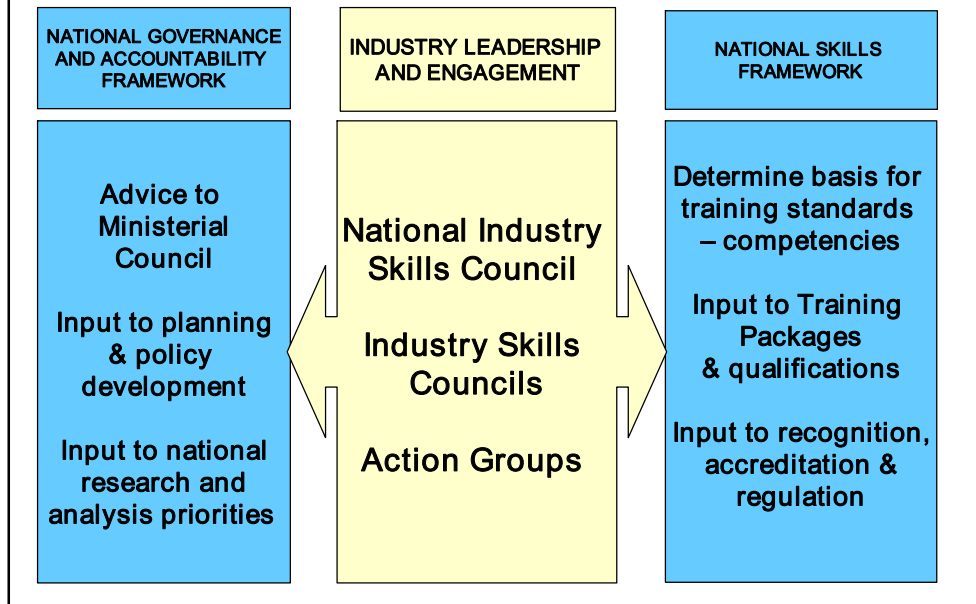 NATIONAL GOVERNANCE
AND ACCOUNTABILITY
FRAMEWORK
INDUSTRY LEADERSHIP
AND ENGAGEMENT
NATIONAL SKILLS
FRAMEWORK
Advice to
Ministerial
Council
Input to planning
& policy
development
Input to national
research and
analysis priorities
National Industry
Skills Council
Industry Skills
Councils
Action Groups
Determine basis for
training standards
– competencies
Input to Training
Packages
& qualifications
Input to recognition,
accreditation &
regulation